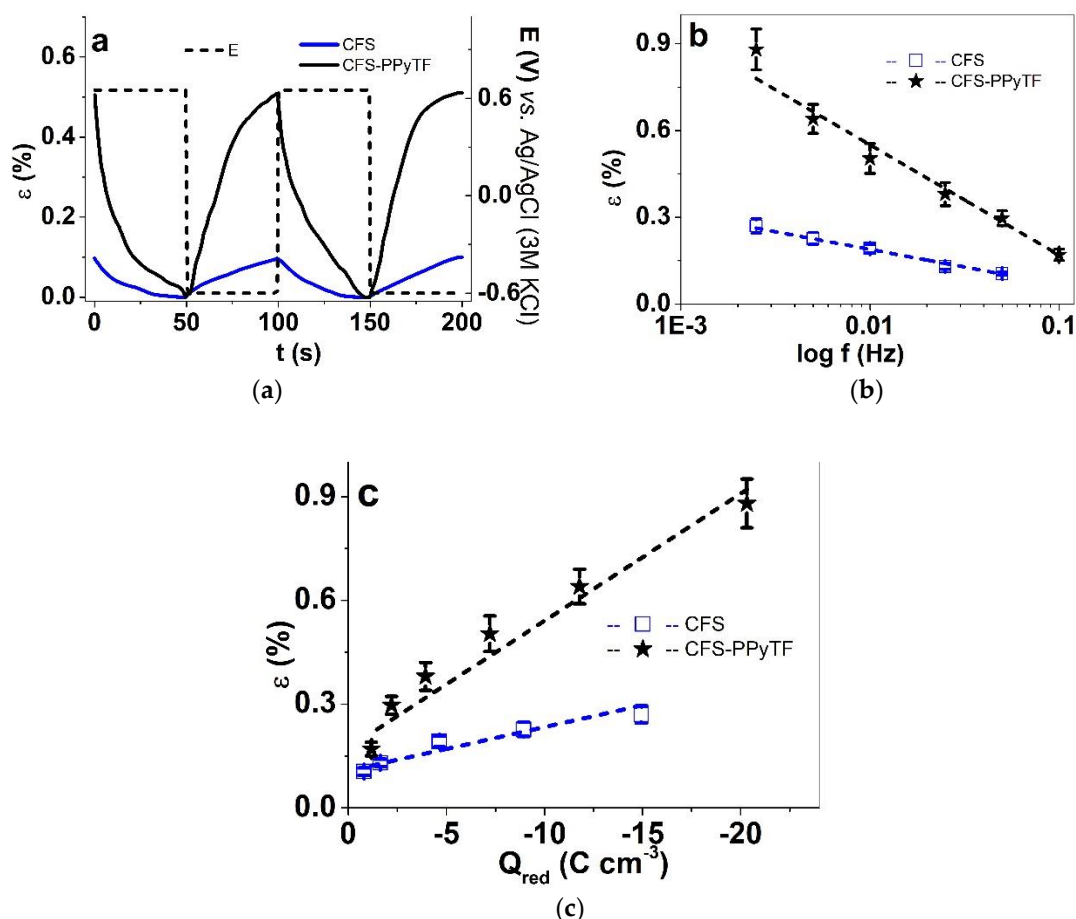 a
E
CFS
CFS-PPyTF
0.6
0.4
0.2
0.0
ε (%)
0.6
0.0
-0.6
E (V) vs. Ag/AgCl (3M KCl)
0 50 100 150 200
t (s)
(a)
b
CFS
CFS-PPyTF
0.9
0.6
0.3
0.0
ε (%)
1E-3 0.01 0.1
log f (Hz)
(b)
c
CFS
CFS-PPyTF
0.9
0.6
0.3
0.0
ε (%)
0 -5 -10 -15 -20
Qred (C cm-3)
(c)